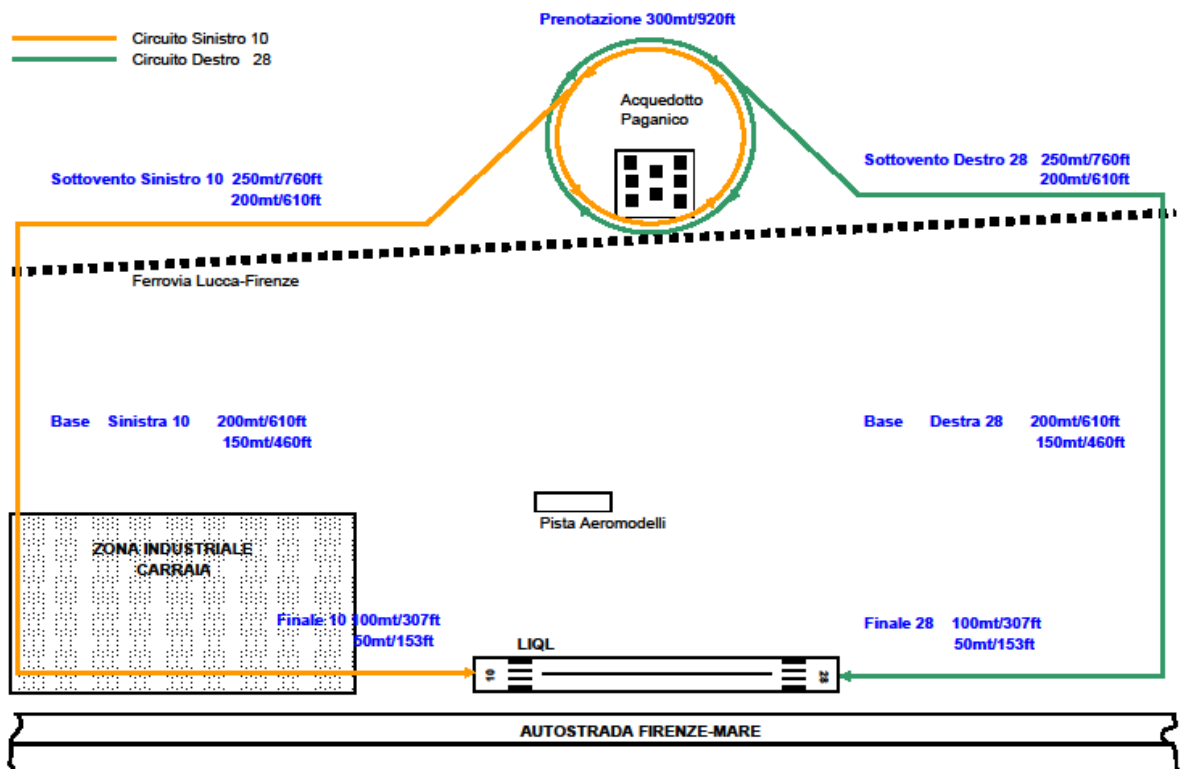 Prenotazione 300mt/920ft
Circuito Sinistro 10
Circuito Destro 28
Acquedotto
Paganico
Sottovento Sinistro 10 250mt/760ft
200mt/610ft
Sottovento Destro 28 250mt/760ft
200mt/610ft
Ferrovia Lucca-Firenze
Base Sinistra 10 200mt/610ft
150mt/460ft
Base Destra 28 200mt/610ft
150mt/460ft
Pista Aeromodelli
ZONA INDUSTRIALE
CARRAIA
Finale 10 100mt/307ft
50mt/153ft
Finale 28 100mt/307ft
50mt/153ft
LIQL
10
28
AUTOSTRADA FIRENZE-MARE